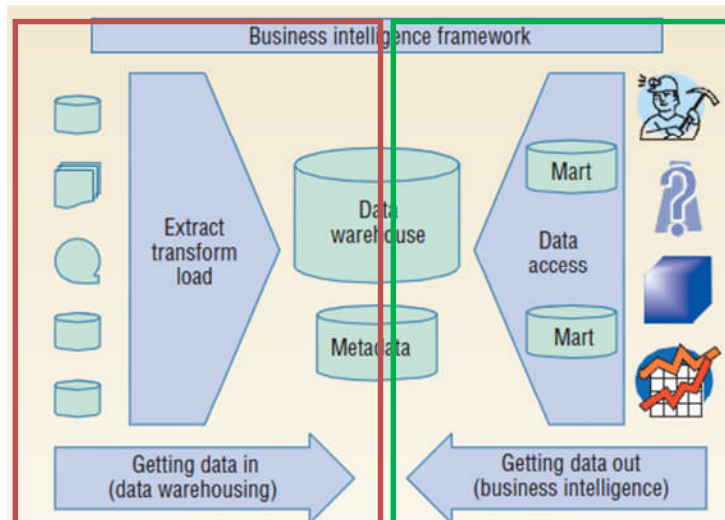 Business intelligence framework
Extract
transform
load
Data
warehouse
Metadata
Mart
Data
access
Mart
Getting data in
(data warehousing)
Getting data out
(business intelligence)